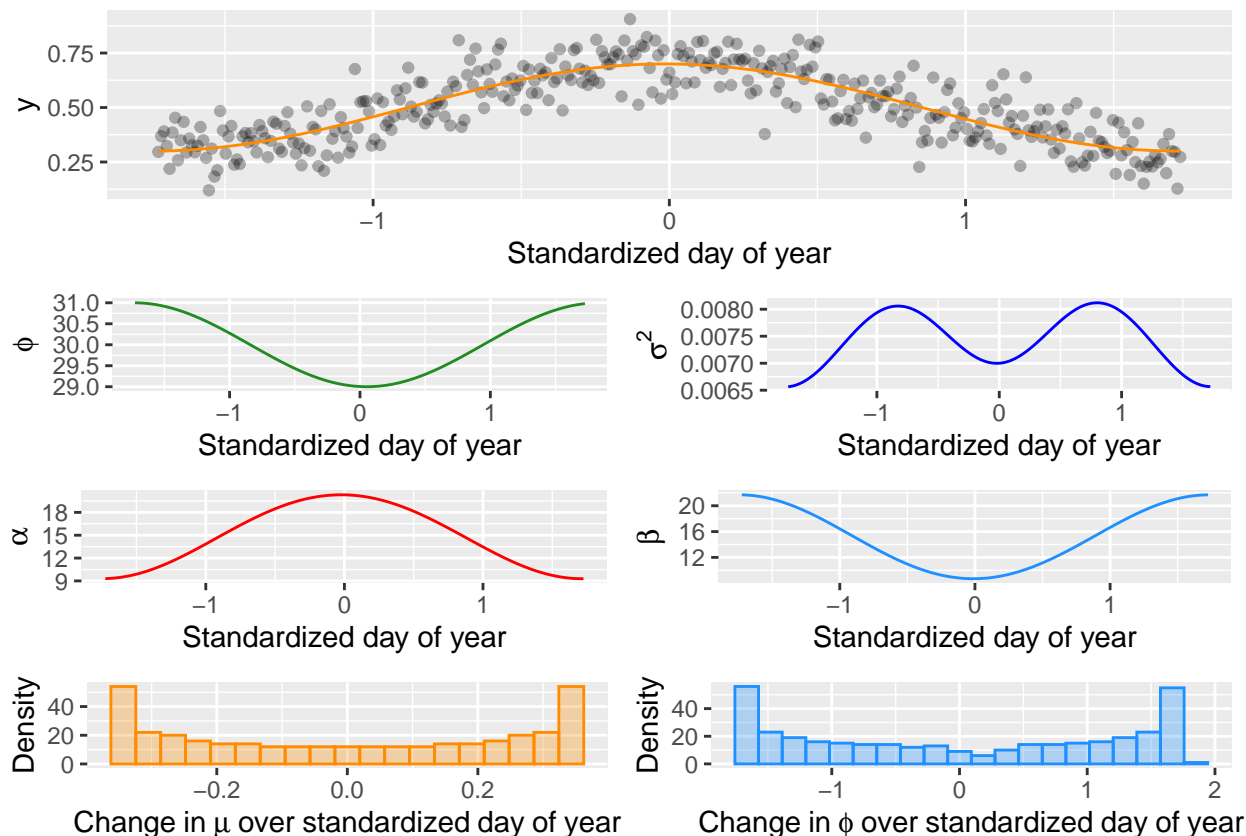 y
0.75
0.50
0.25
−1 0 1
Standardized day of year
ϕ
31.0
30.5
30.0
29.5
29.0
−1 0 1
Standardized day of year
σ²
0.0080
0.0075
0.0070
0.0065
−1 0 1
Standardized day of year
α
18
15
12
9
−1 0 1
Standardized day of year
β
20
16
12
−1 0 1
Standardized day of year
Density
40
20
0
−0.2 0.0 0.2
Change in μ over standardized day of year
Density
40
20
0
−1 0 1 2
Change in ϕ over standardized day of year